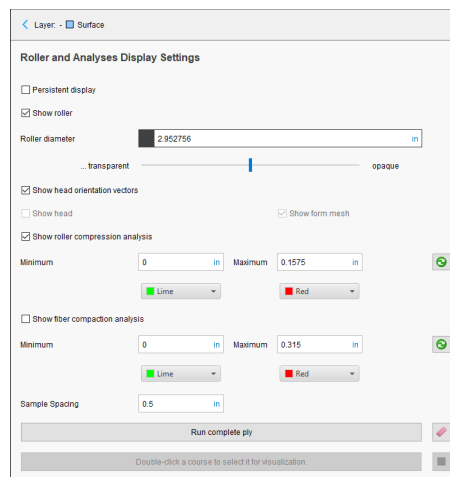 Layer: - Surface
Roller and Analyses Display Settings
Persistent display
Show roller
Roller diameter 2.952756 in
... transparent opaque
Show head orientation vectors
Show head Show form mesh
Show roller compression analysis
Minimum 0 in Maximum 0.1575 in
Lime Red
Show fiber compaction analysis
Minimum 0 in Maximum 0.315 in
Lime Red
Sample Spacing 0.5 in
Run complete ply
Double-click a course to select it for visualization.